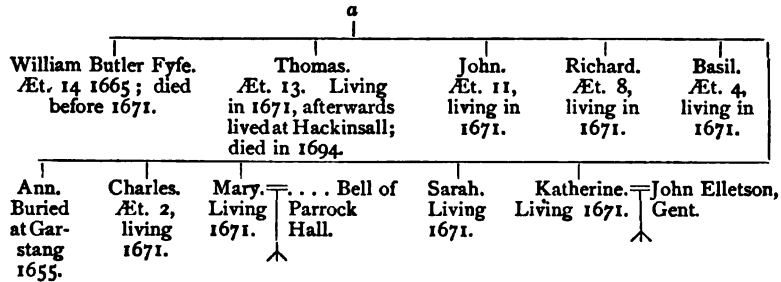 a
William Butler Fyfe.
Æt. 14 1665; died
before 1671.
Thomas.
Æt. 13. Living
in 1671, afterwards
lived at Hackinsall;
died in 1694.
John.
Æt. 11,
living in
1671.
Richard.
Æt. 8,
living in
1671.
Basil.
Æt. 4,
living in
1671.
Ann.
Buried
at Gar-
stang
1655.
Charles.
Æt. 2,
living
1671.
Mary.
Living
1671.
.... Bell of
Parrock
Hall.
Sarah.
Living
1671.
Katherine.
Living 1671.
John Elletson,
Gent.